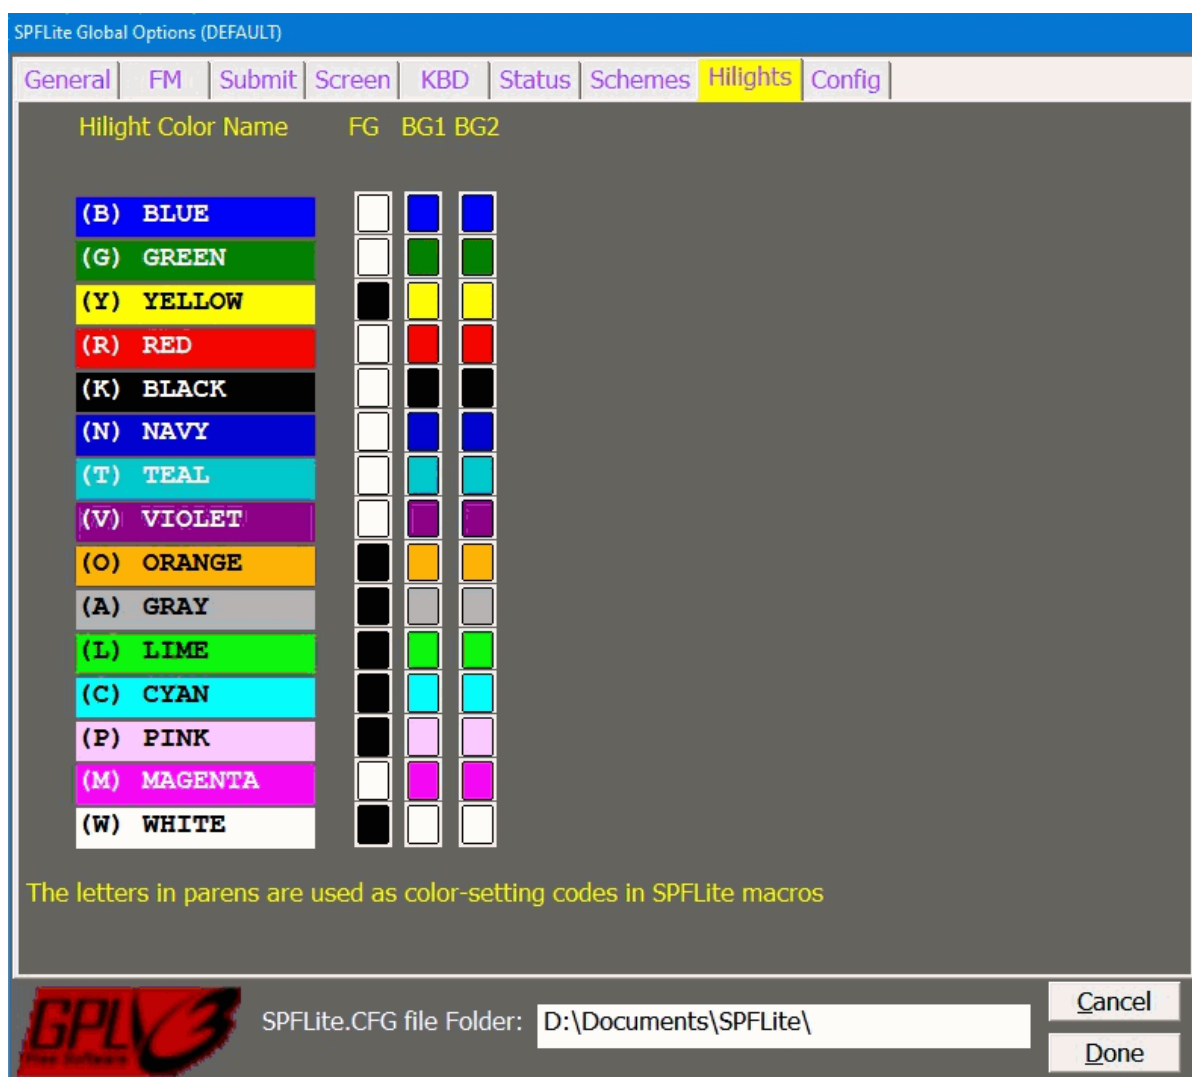 SPFLite Global Options (DEFAULT)
General FM Submit Screen KBD Status Schemes Hilights Config
Hilight Color Name FG BG1 BG2
(B) BLUE
(G) GREEN
(Y) YELLOW
(R) RED
(K) BLACK
(N) NAVY
(T) TEAL
(V) VIOLET
(O) ORANGE
(A) GRAY
(L) LIME
(C) CYAN
(P) PINK
(M) MAGENTA
(W) WHITE
The letters in parens are used as color-setting codes in SPFLite macros
GPLV3
Free Software
SPFLite.CFG file Folder: D:\Documents\SPFLite\
Cancel
Done